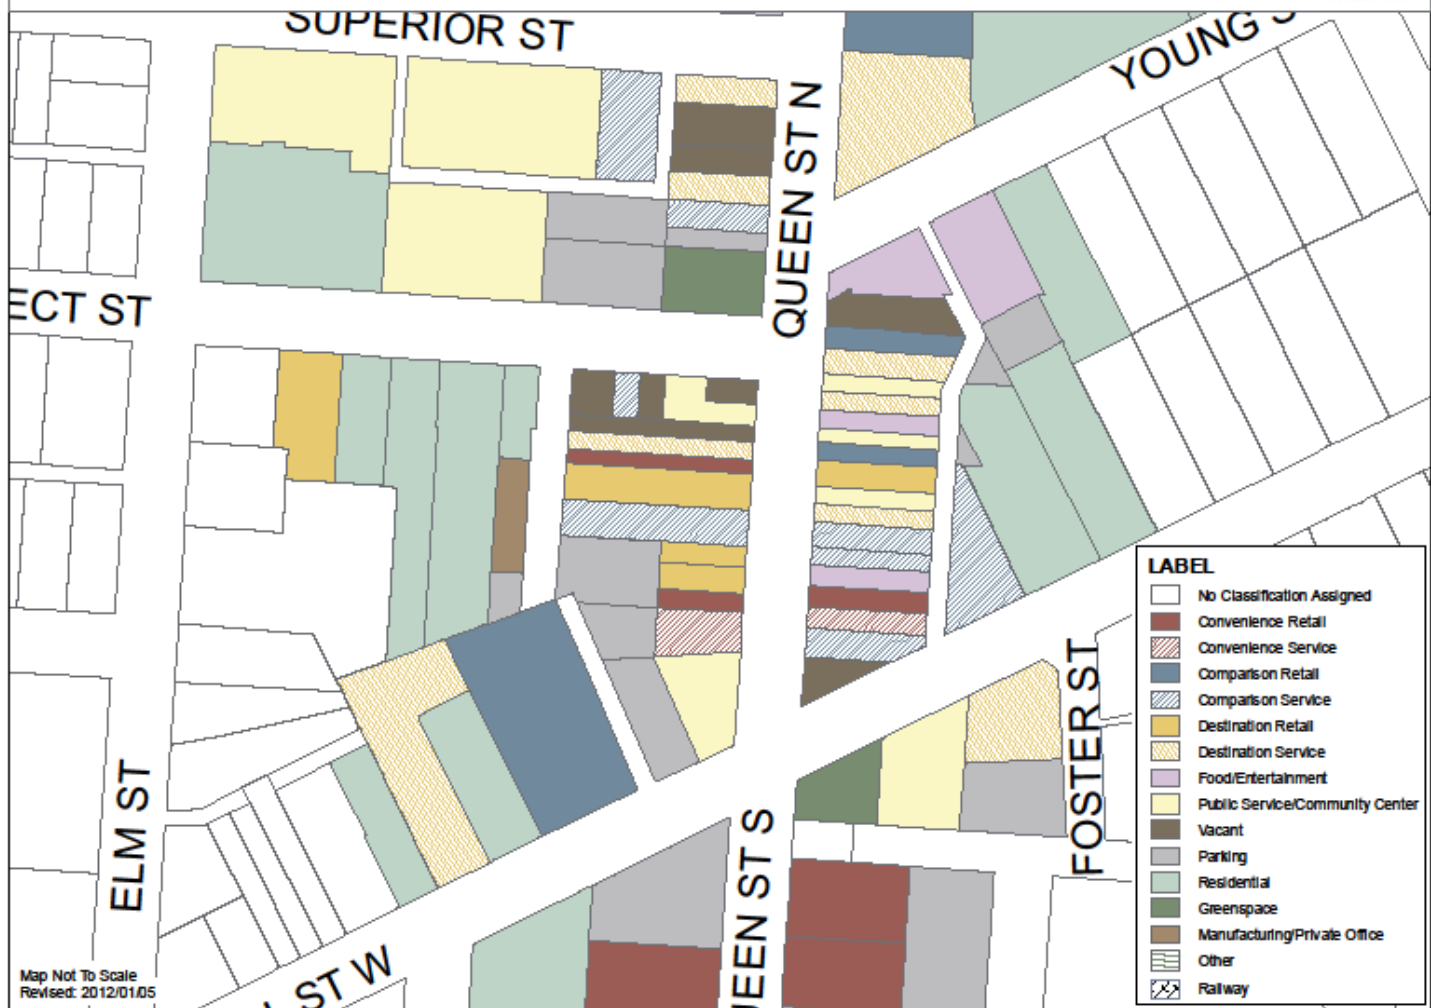 SUPERIOR ST
YOUNG S
QUEEN ST N
ECT ST
ELM ST
FOSTER ST
UEEN ST S
ST W
LABEL
No Classification Assigned
Convenience Retail
Convenience Service
Comparison Retail
Comparison Service
Destination Retail
Destination Service
Food/Entertainment
Public Service/Community Center
Vacant
Parking
Residential
Greenspace
Manufacturing/Private Office
Other
Railway
Map Not To Scale
Revised: 2012/01/05